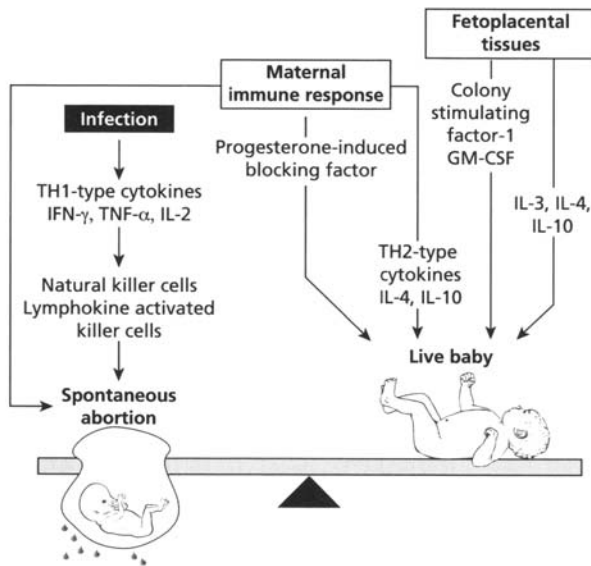 Fetoplacental
tissues
Maternal
immune response
Infection
Colony
stimulating
factor-1
GM-CSF
Progesterone-induced
blocking factor
TH1-type cytokines
IFN-γ, TNF-α, IL-2
IL-3, IL-4,
IL-10
TH2-type
cytokines
IL-4, IL-10
Natural killer cells
Lymphokine activated
killer cells
Live baby
Spontaneous
abortion